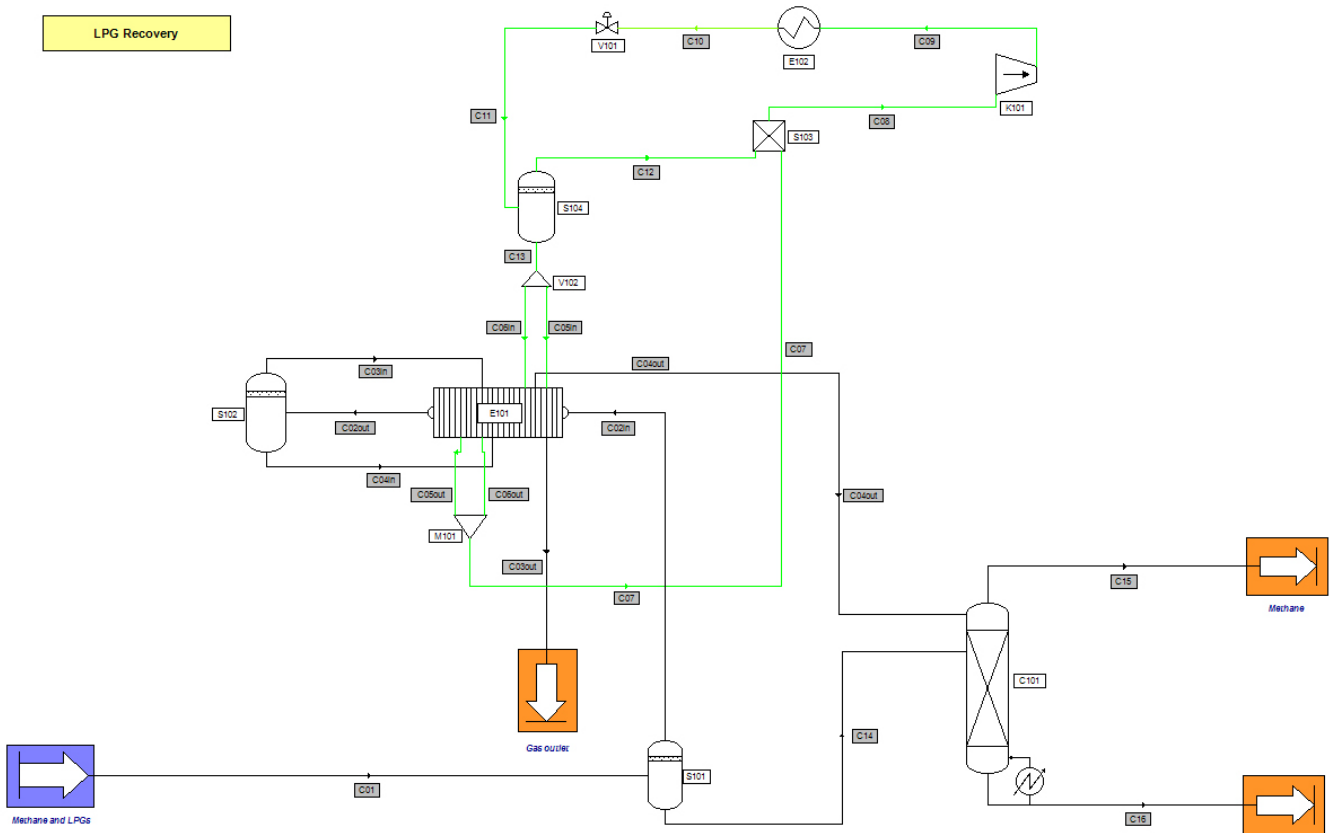 LPG Recovery
V101
C10
E102
C09
K101
C11
C08
S103
C12
S104
C13
V102
C06in
C05in
C07
C04out
C03in
S102
E101
C02out
C02in
C04in
C05out
C06out
C04out
M101
C03out
C07
C15
Methane
C101
Gas outlet
C14
S101
C01
C16
Methane and LPGs